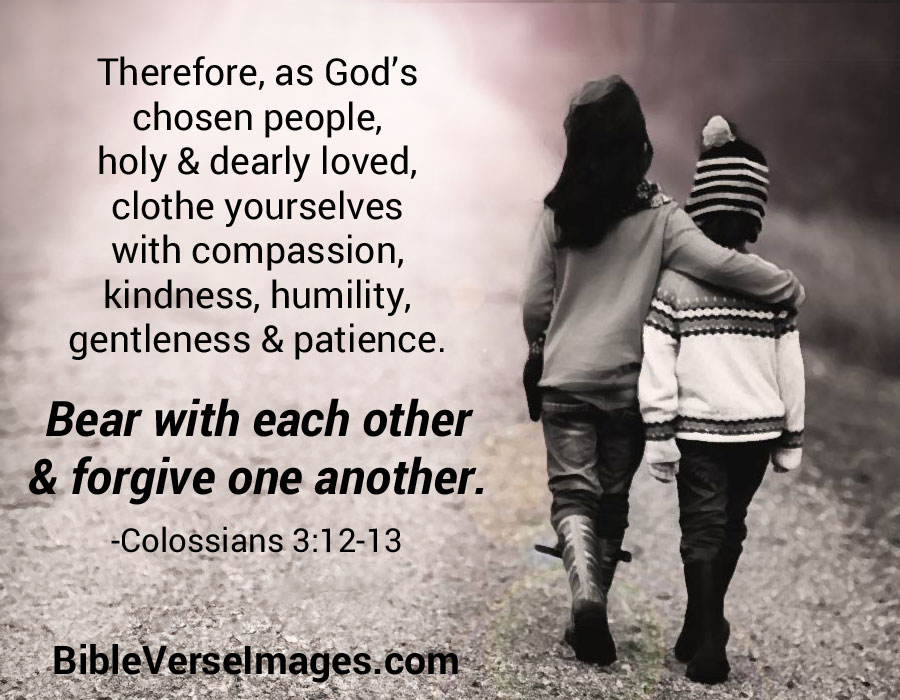 Therefore, as God’s
chosen people,
holy & dearly loved,
clothe yourselves
with compassion,
kindness, humility,
gentleness & patience.
Bear with each other
& forgive one another.
-Colossians 3:12-13
BibleVerseImages.com